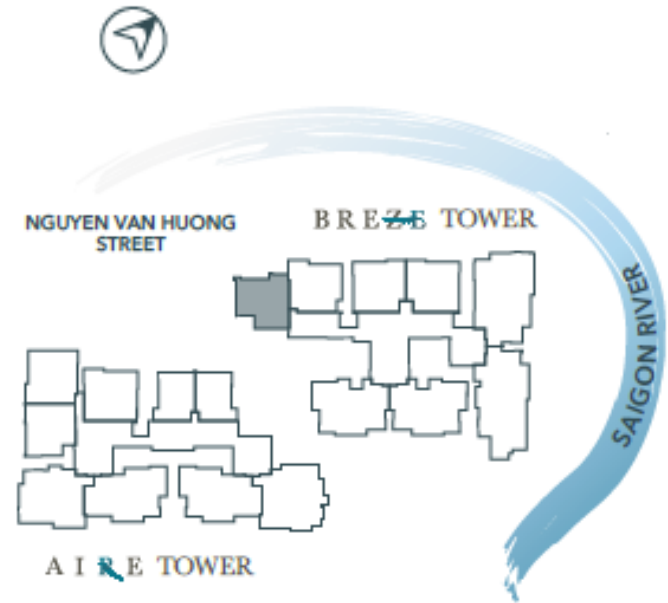 NGUYEN VAN HUONG
STREET
BREZE TOWER
SAIGON RIVER
AIRE TOWER